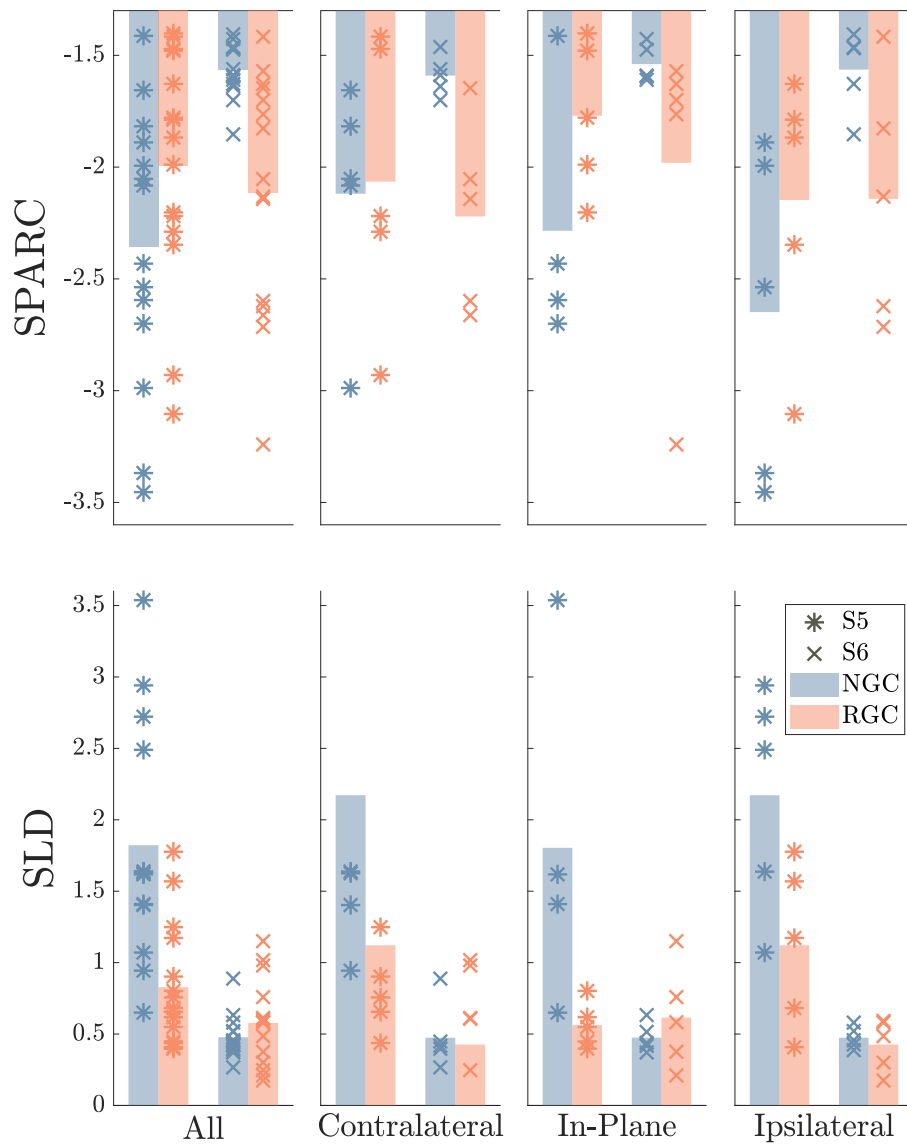 SPARC
-1.5
-2
-2.5
-3
-3.5
SLD
3.5
3
2.5
2
1.5
1
0.5
0
S5
S6
NGC
RGC
All
Contralateral
In-Plane
Ipsilateral